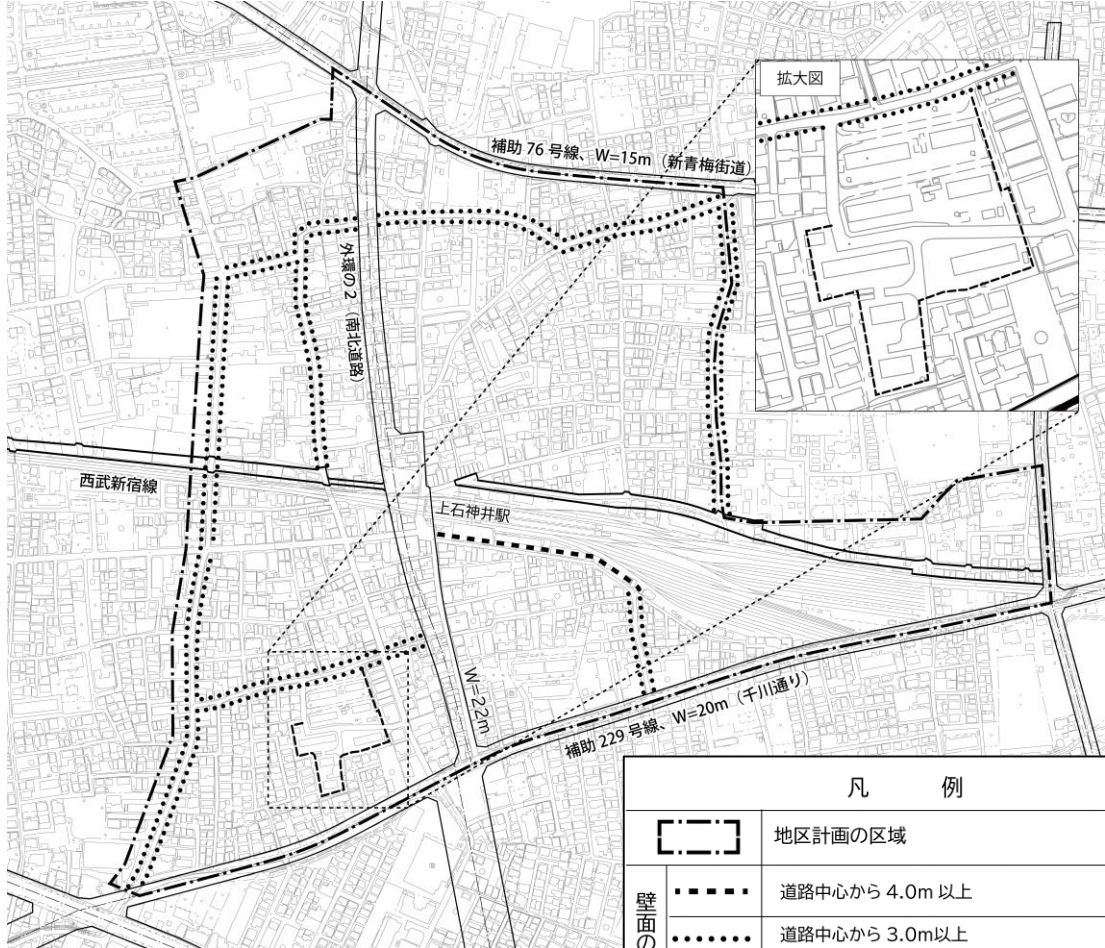 拡大図
補助 76 号線、W=15m（新青梅街道）
外環の2（南北道路）
西武新宿線
上石神井駅
W=22m
補助 229 号線、W=20m（千川通り）
凡 例
地区計画の区域
壁面の
道路中心から 4.0m 以上
道路中心から 3.0m以上